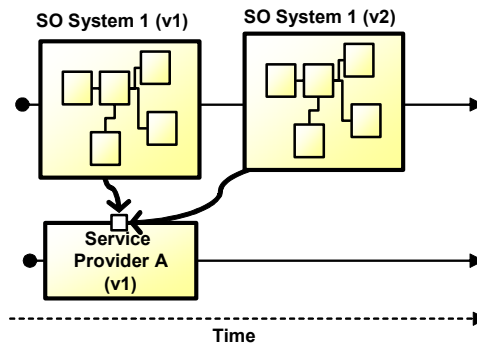 SO System 1 (v1)
SO System 1 (v2)
Service
Provider A
(v1)
Time